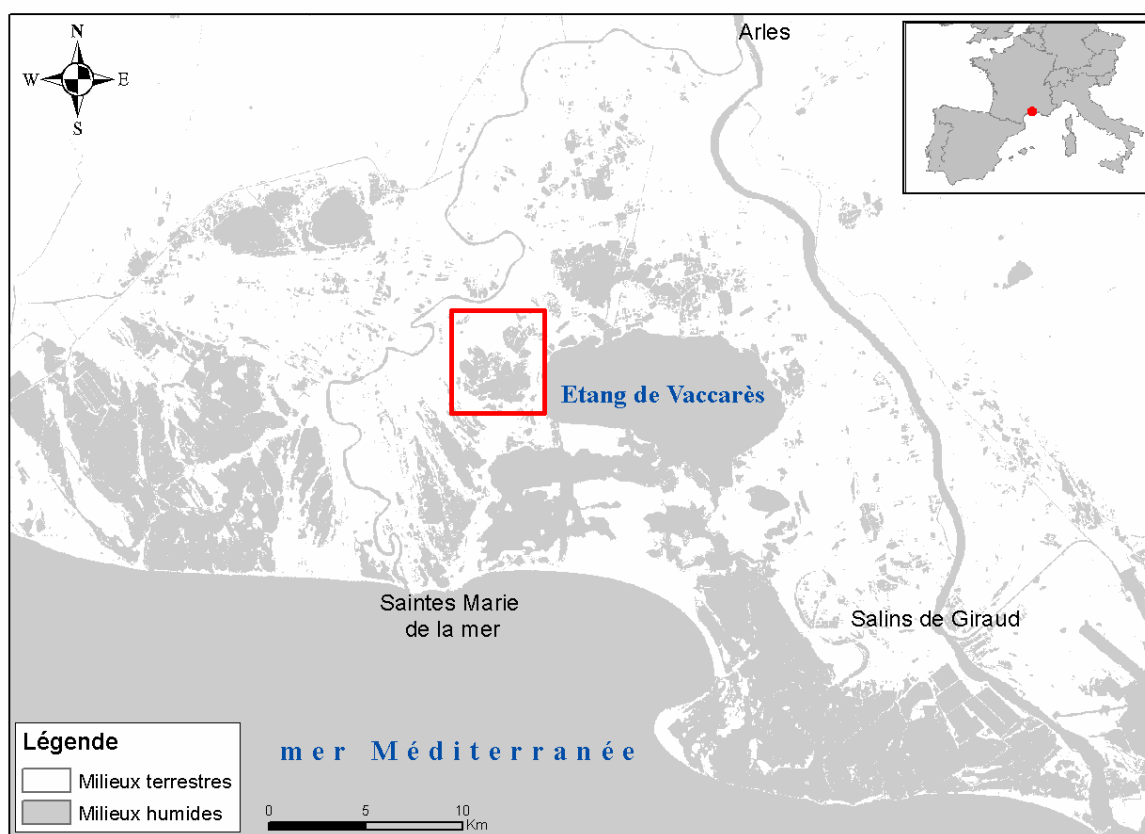 Arles
N
W E
S
Etang de Vaccarès
Saintes Marie
de la mer
Salins de Giraud
mer Méditerranée
Légende
Milieux terrestres
Milieux humides
0 5 10
Km